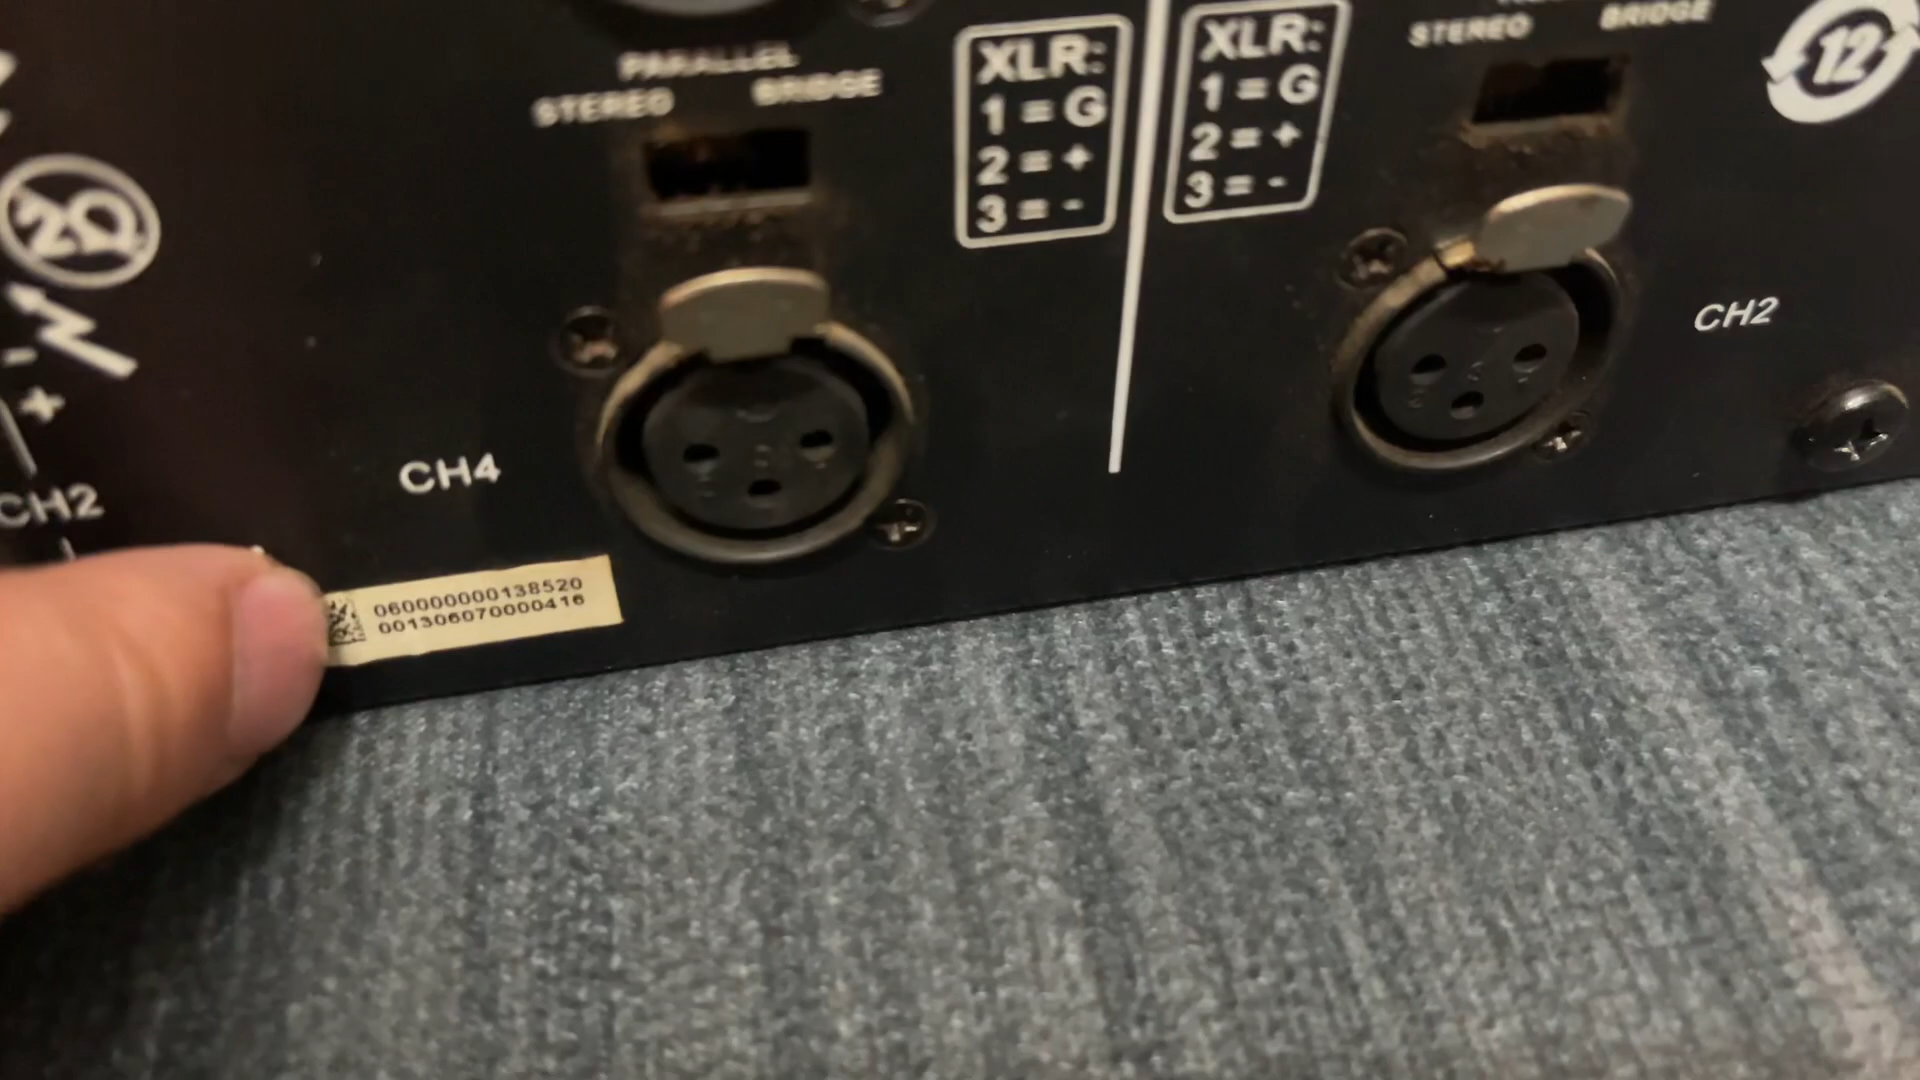 PARALLEL
STEREO BRIDGE
XLR:
1 = G
2 = +
3 = -
XLR:
1 = G
2 = +
3 = -
STEREO BRIDGE
12
20
- +
CH2
CH4
CH2
060000000138520
001306070000416